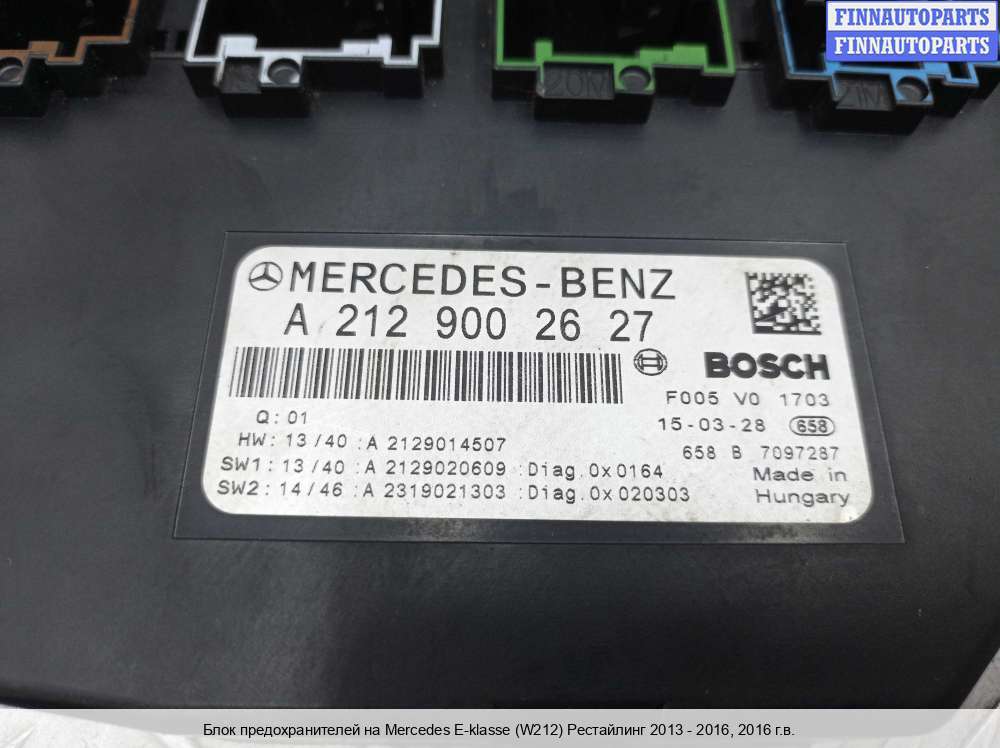 FINNAUTOPARTS
FINNAUTOPARTS
20M
21M
MERCEDES-BENZ
A 212 900 26 27
BOSCH
F005 V0 1703
Q: 01
15-03-28 658
HW: 13/40 :A 2129014507
658 B 7097287
SW1: 13/40 :A 2129020609 :Diag.0x0164
Made in
SW2: 14/46 :A 2319021303 :Diag.0x020303
Hungary
Блок предохранителей на Mercedes E-klasse (W212) Рестайлинг 2013 - 2016, 2016 г.в.